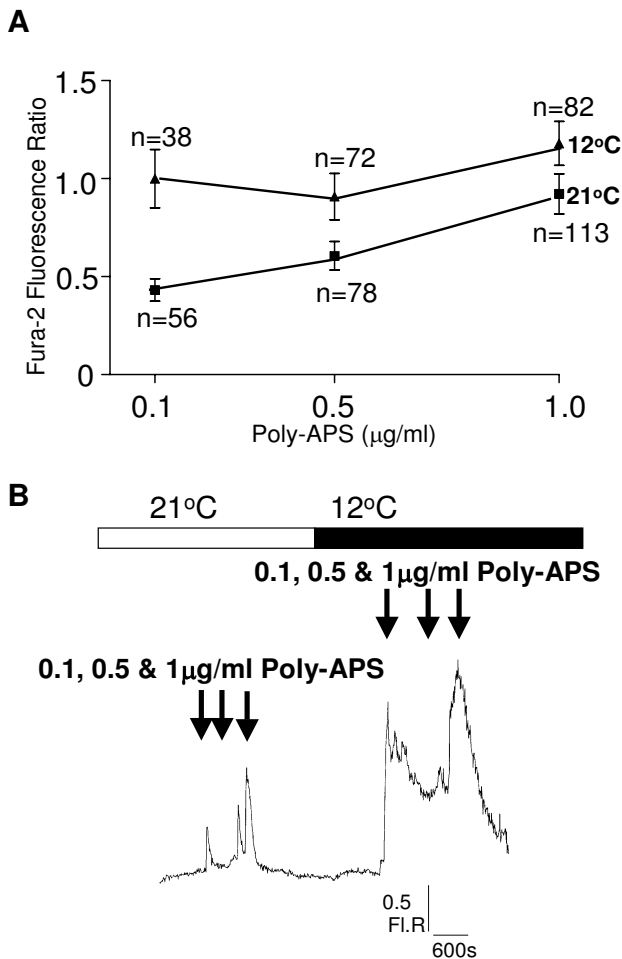 A
1.5
1.0
0.5
0
Fura-2 Fluorescence Ratio
n=38
n=72
n=82
12°C
21°C
n=113
n=78
n=56
0.1 0.5 1.0
Poly-APS (μg/ml)
B
21°C 12°C
0.1, 0.5 & 1μg/ml Poly-APS
0.1, 0.5 & 1μg/ml Poly-APS
0.5
Fl.R
600s